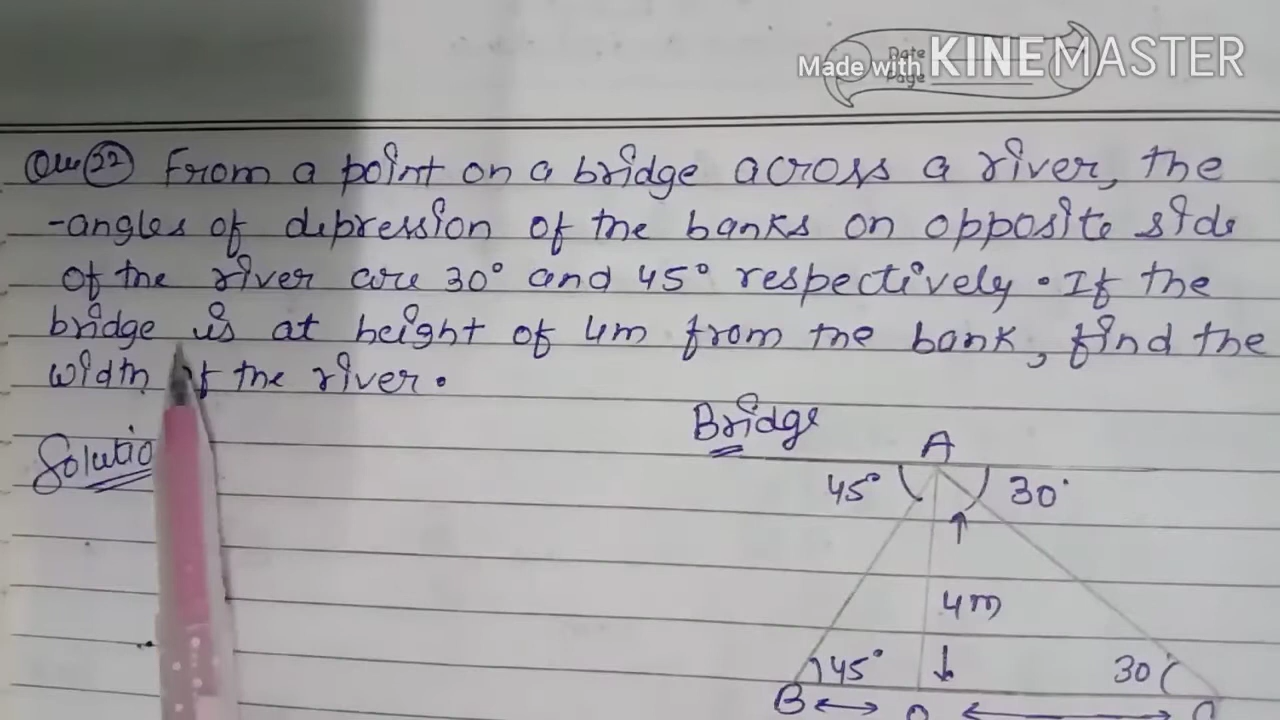 Date
Page
Made with KINEMASTER
Que 22 From a point on a bridge across a river, the
-angles of depression of the banks on opposite side
of the river are 30° and 45° respectively. If the
bridge is at height of 4m from the bank, find the
width of the river.
Bridge
A
Solutio
45° 30°
4m
45° 30
B